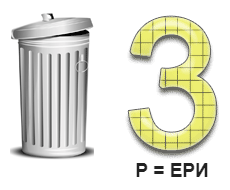 3
Р = ЕРИ